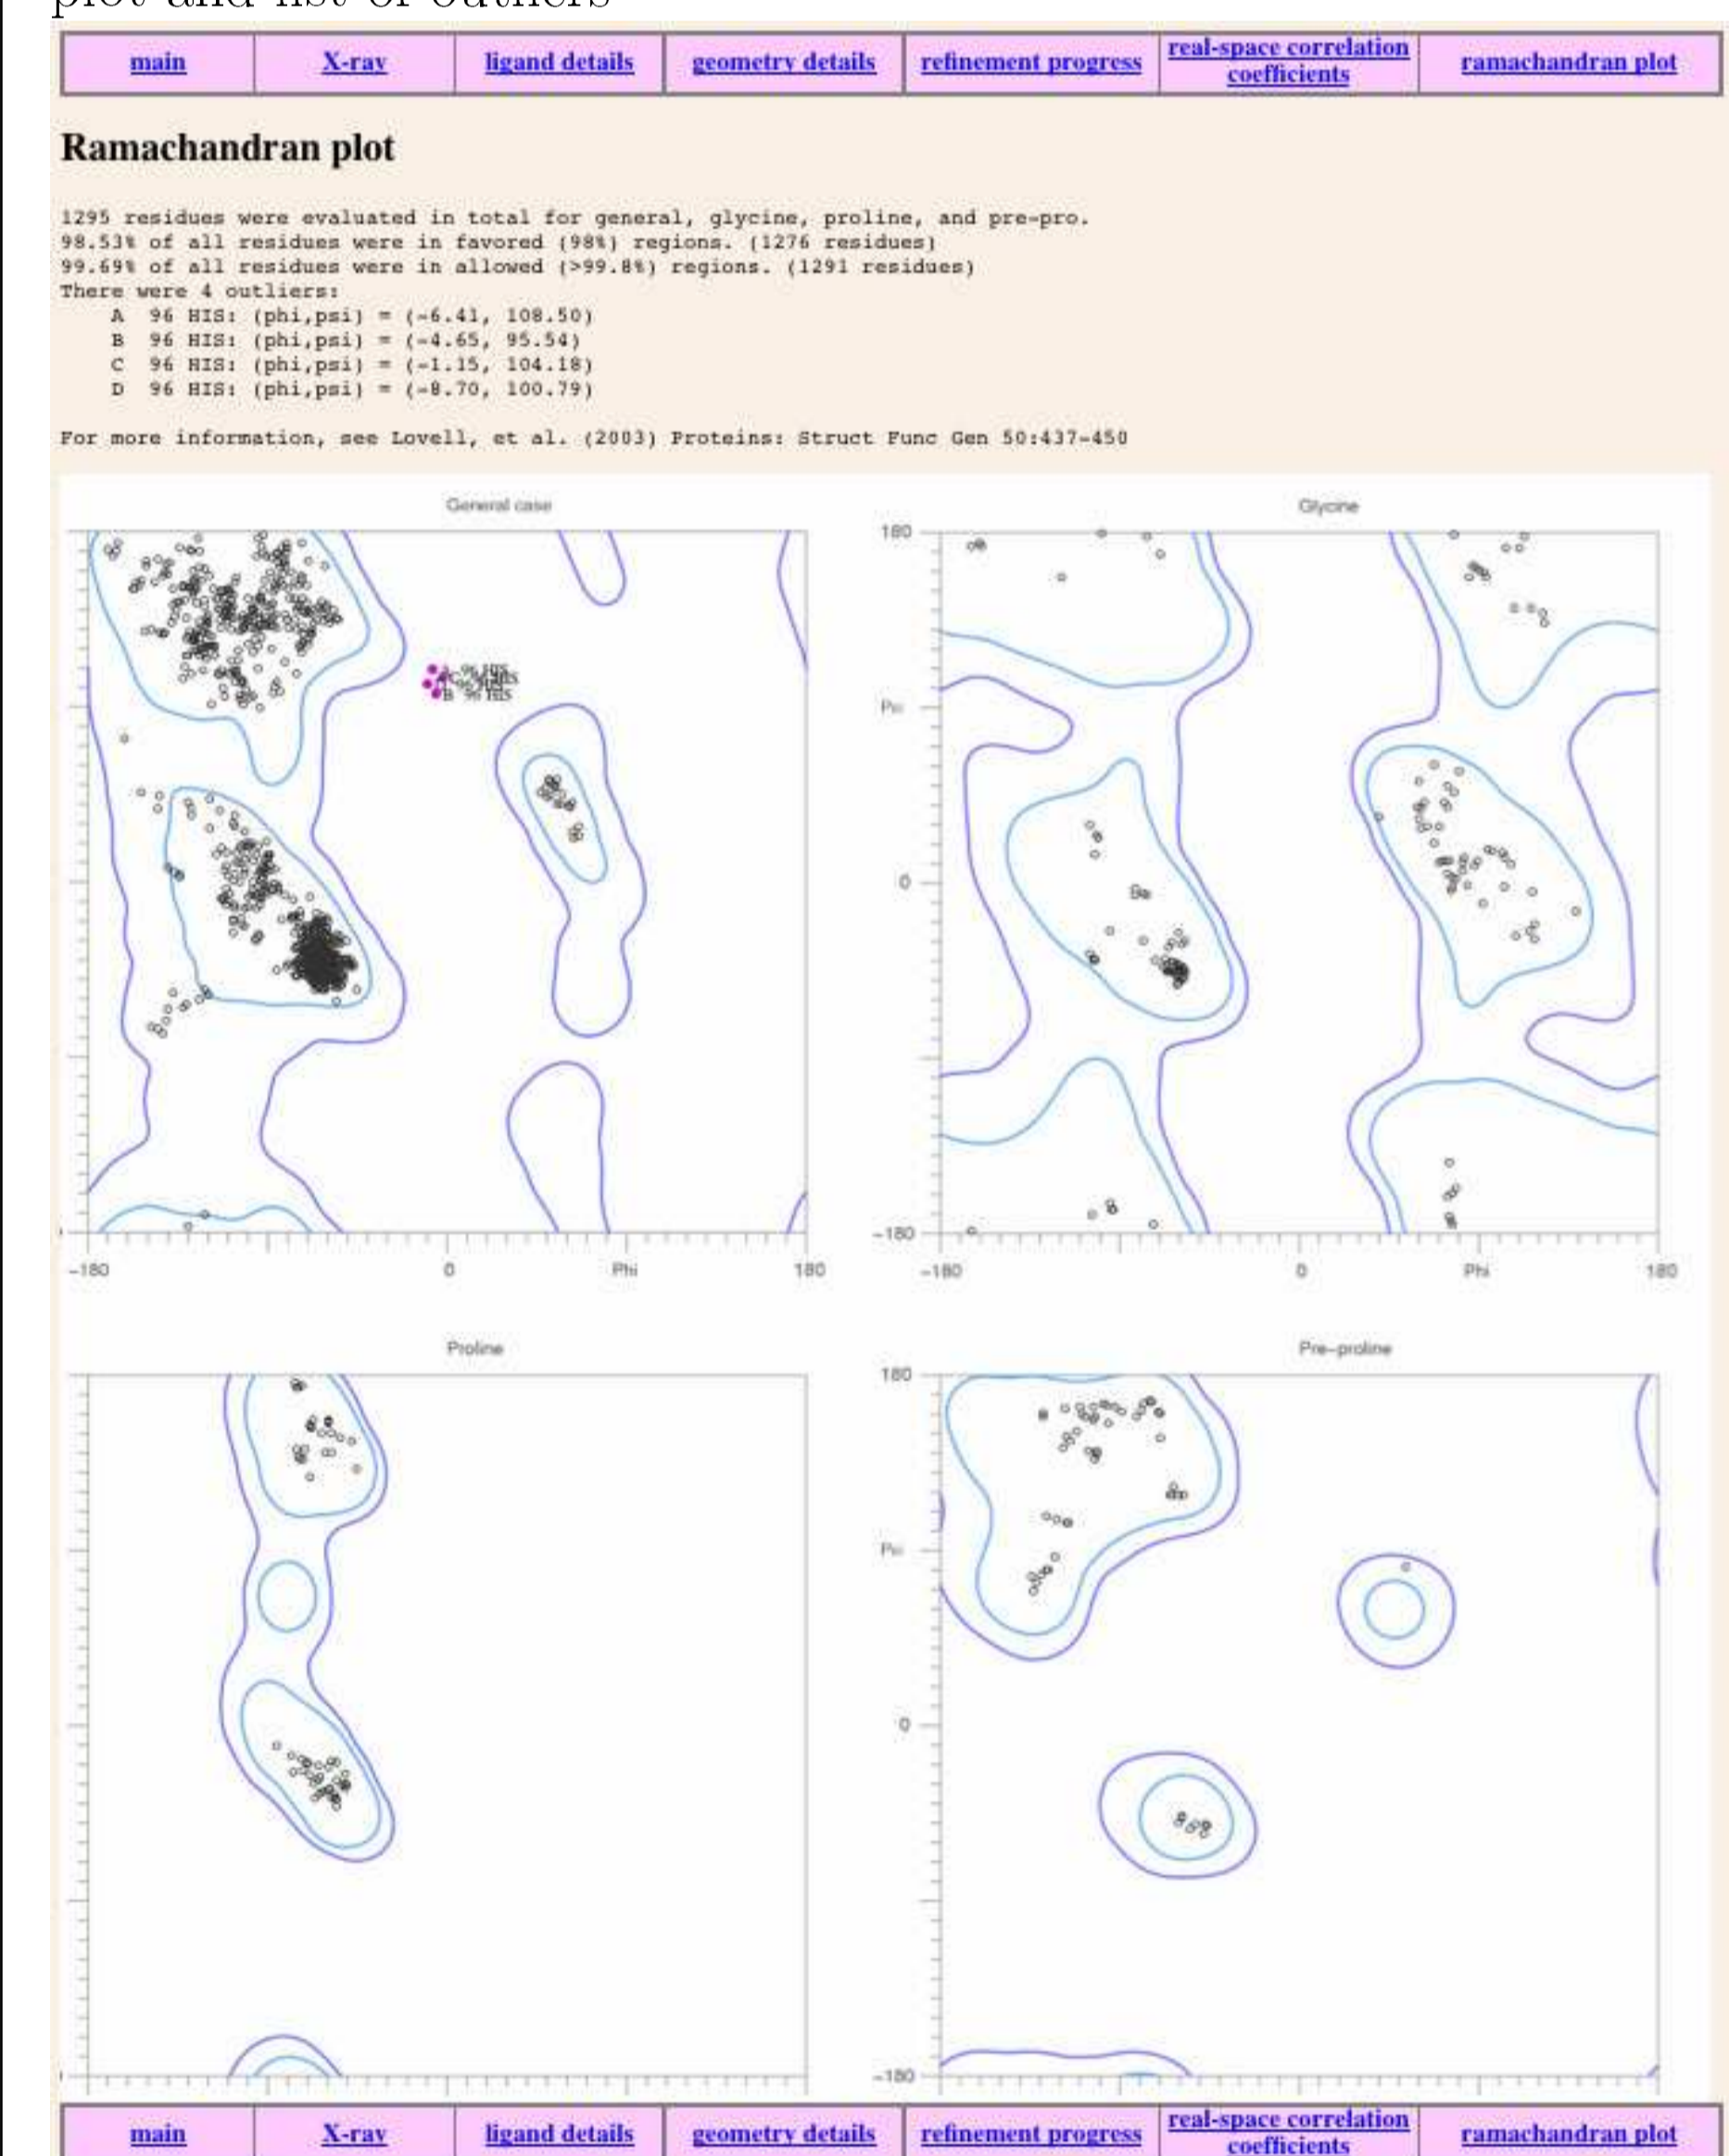 plot and list of outliers
main X-ray ligand details geometry details refinement progress real-space correlation coefficients ramachandran plot
Ramachandran plot
1295 residues were evaluated in total for general, glycine, proline, and pre-pro.
98.53% of all residues were in favored (98%) regions. (1276 residues)
99.69% of all residues were in allowed (>99.8%) regions. (1291 residues)
There were 4 outliers:
A 96 HIS: (phi,psi) = (-6.41, 108.50)
B 96 HIS: (phi,psi) = (-4.65, 95.54)
C 96 HIS: (phi,psi) = (-1.15, 104.18)
D 96 HIS: (phi,psi) = (-8.70, 100.79)
For more information, see Lovell, et al. (2003) Proteins: Struct Func Gen 50:437-450
General case
Glycine
180
Psi
0
-180
B 96 HIS
-180 0 Phi 180
-180 0 Phi 180
Proline
Pre-proline
180
Psi
0
-180
main X-ray ligand details geometry details refinement progress real-space correlation coefficients ramachandran plot